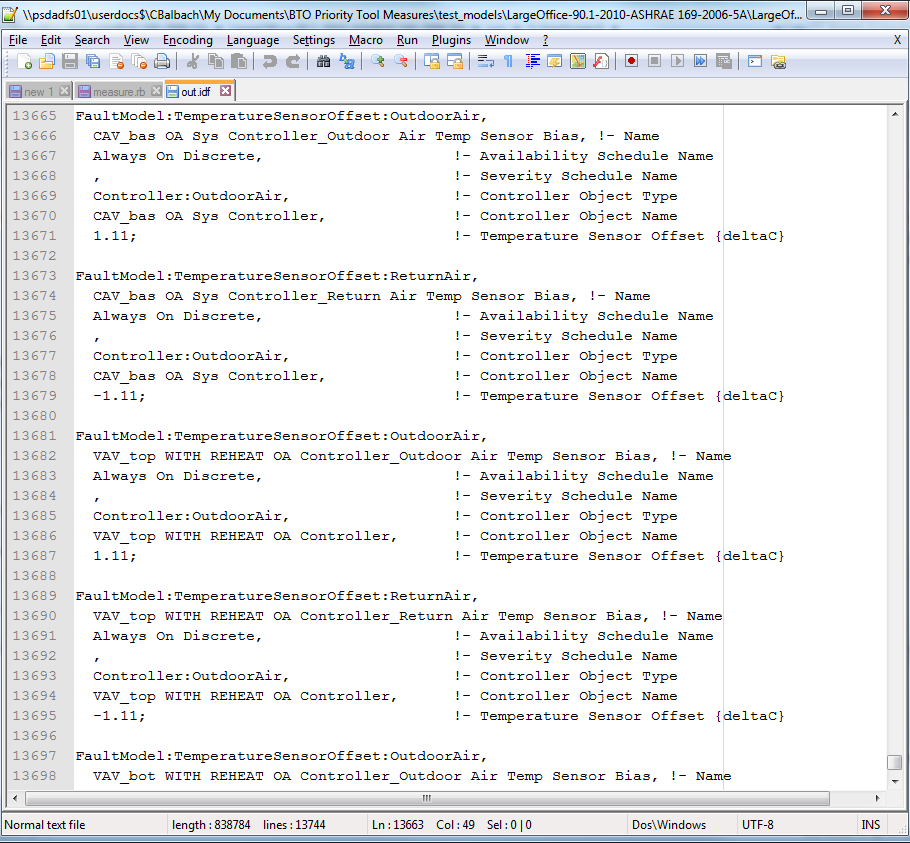 \\psdadfs01\userdocs$\CBalbach\My Documents\BTO Priority Tool Measures\test_models\LargeOffice-90.1-2010-ASHRAE 169-2006-5A\LargeOf...
File Edit Search View Encoding Language Settings Macro Run Plugins Window ? X
new 1 measure.rb out.idf
13665 FaultModel:TemperatureSensorOffset:OutdoorAir,
13666 CAV_bas OA Sys Controller_Outdoor Air Temp Sensor Bias, !- Name
13667 Always On Discrete, !- Availability Schedule Name
13668 , !- Severity Schedule Name
13669 Controller:OutdoorAir, !- Controller Object Type
13670 CAV_bas OA Sys Controller, !- Controller Object Name
13671 1.11; !- Temperature Sensor Offset {deltaC}
13672
13673 FaultModel:TemperatureSensorOffset:ReturnAir,
13674 CAV_bas OA Sys Controller_Return Air Temp Sensor Bias, !- Name
13675 Always On Discrete, !- Availability Schedule Name
13676 , !- Severity Schedule Name
13677 Controller:OutdoorAir, !- Controller Object Type
13678 CAV_bas OA Sys Controller, !- Controller Object Name
13679 -1.11; !- Temperature Sensor Offset {deltaC}
13680
13681 FaultModel:TemperatureSensorOffset:OutdoorAir,
13682 VAV_top WITH REHEAT OA Controller_Outdoor Air Temp Sensor Bias, !- Name
13683 Always On Discrete, !- Availability Schedule Name
13684 , !- Severity Schedule Name
13685 Controller:OutdoorAir, !- Controller Object Type
13686 VAV_top WITH REHEAT OA Controller, !- Controller Object Name
13687 1.11; !- Temperature Sensor Offset {deltaC}
13688
13689 FaultModel:TemperatureSensorOffset:ReturnAir,
13690 VAV_top WITH REHEAT OA Controller_Return Air Temp Sensor Bias, !- Name
13691 Always On Discrete, !- Availability Schedule Name
13692 , !- Severity Schedule Name
13693 Controller:OutdoorAir, !- Controller Object Type
13694 VAV_top WITH REHEAT OA Controller, !- Controller Object Name
13695 -1.11; !- Temperature Sensor Offset {deltaC}
13696
13697 FaultModel:TemperatureSensorOffset:OutdoorAir,
13698 VAV_bot WITH REHEAT OA Controller_Outdoor Air Temp Sensor Bias, !- Name
Normal text file length : 838784 lines : 13744 Ln : 13663 Col : 49 Sel : 0 | 0 Dos\Windows UTF-8 INS